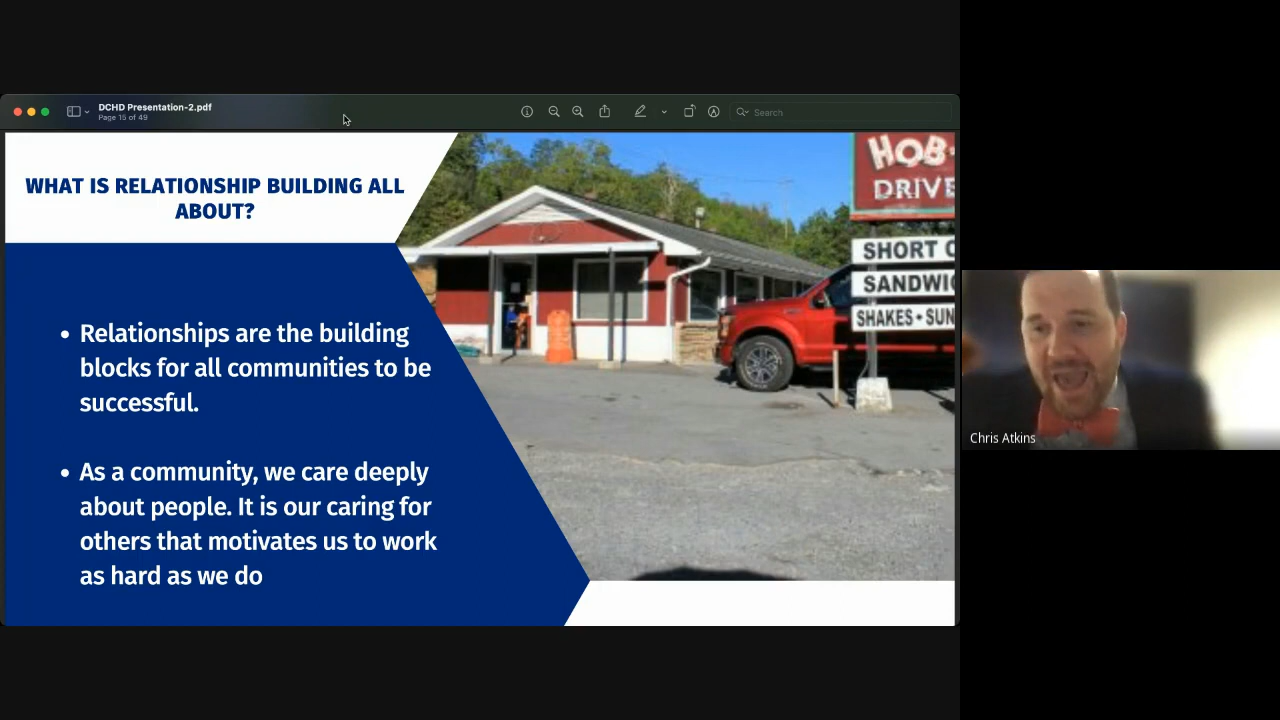 DCHD Presentation-2.pdf
Page 15 of 49
Search
WHAT IS RELATIONSHIP BUILDING ALL
ABOUT?
• Relationships are the building
blocks for all communities to be
successful.
• As a community, we care deeply
about people. It is our caring for
others that motivates us to work
as hard as we do
HOB
DRIVE
SHORT
SANDWIC
SHAKES • SUN
Chris Atkins